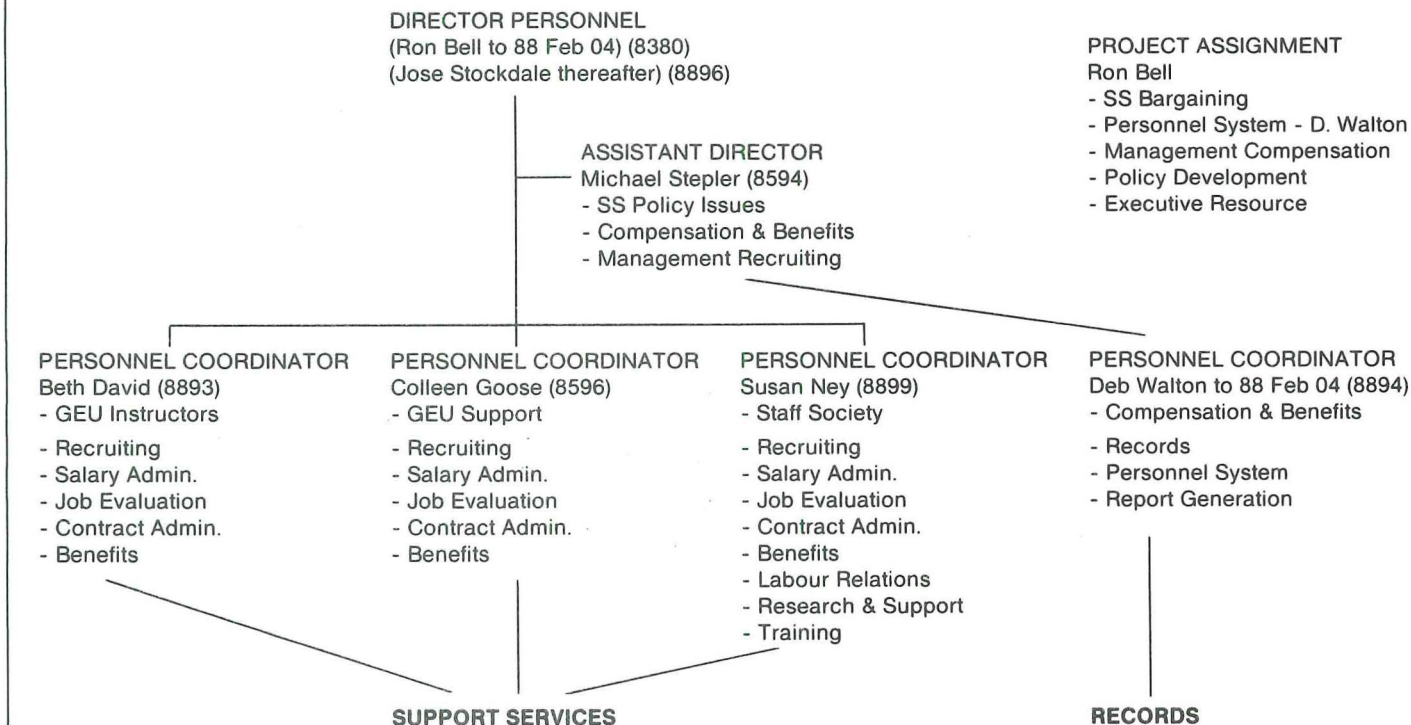 DIRECTOR PERSONNEL
(Ron Bell to 88 Feb 04) (8380)
(Jose Stockdale thereafter) (8896)
PROJECT ASSIGNMENT
Ron Bell
- SS Bargaining
- Personnel System - D. Walton
- Management Compensation
- Policy Development
- Executive Resource
ASSISTANT DIRECTOR
Michael Stepler (8594)
- SS Policy Issues
- Compensation & Benefits
- Management Recruiting
PERSONNEL COORDINATOR
Beth David (8893)
- GEU Instructors
- Recruiting
- Salary Admin.
- Job Evaluation
- Contract Admin.
- Benefits
PERSONNEL COORDINATOR
Colleen Goose (8596)
- GEU Support
- Recruiting
- Salary Admin.
- Job Evaluation
- Contract Admin.
- Benefits
PERSONNEL COORDINATOR
Susan Ney (8899)
- Staff Society
- Recruiting
- Salary Admin.
- Job Evaluation
- Contract Admin.
- Benefits
- Labour Relations
- Research & Support
- Training
PERSONNEL COORDINATOR
Deb Walton to 88 Feb 04 (8894)
- Compensation & Benefits
- Records
- Personnel System
- Report Generation
SUPPORT SERVICES
RECORDS